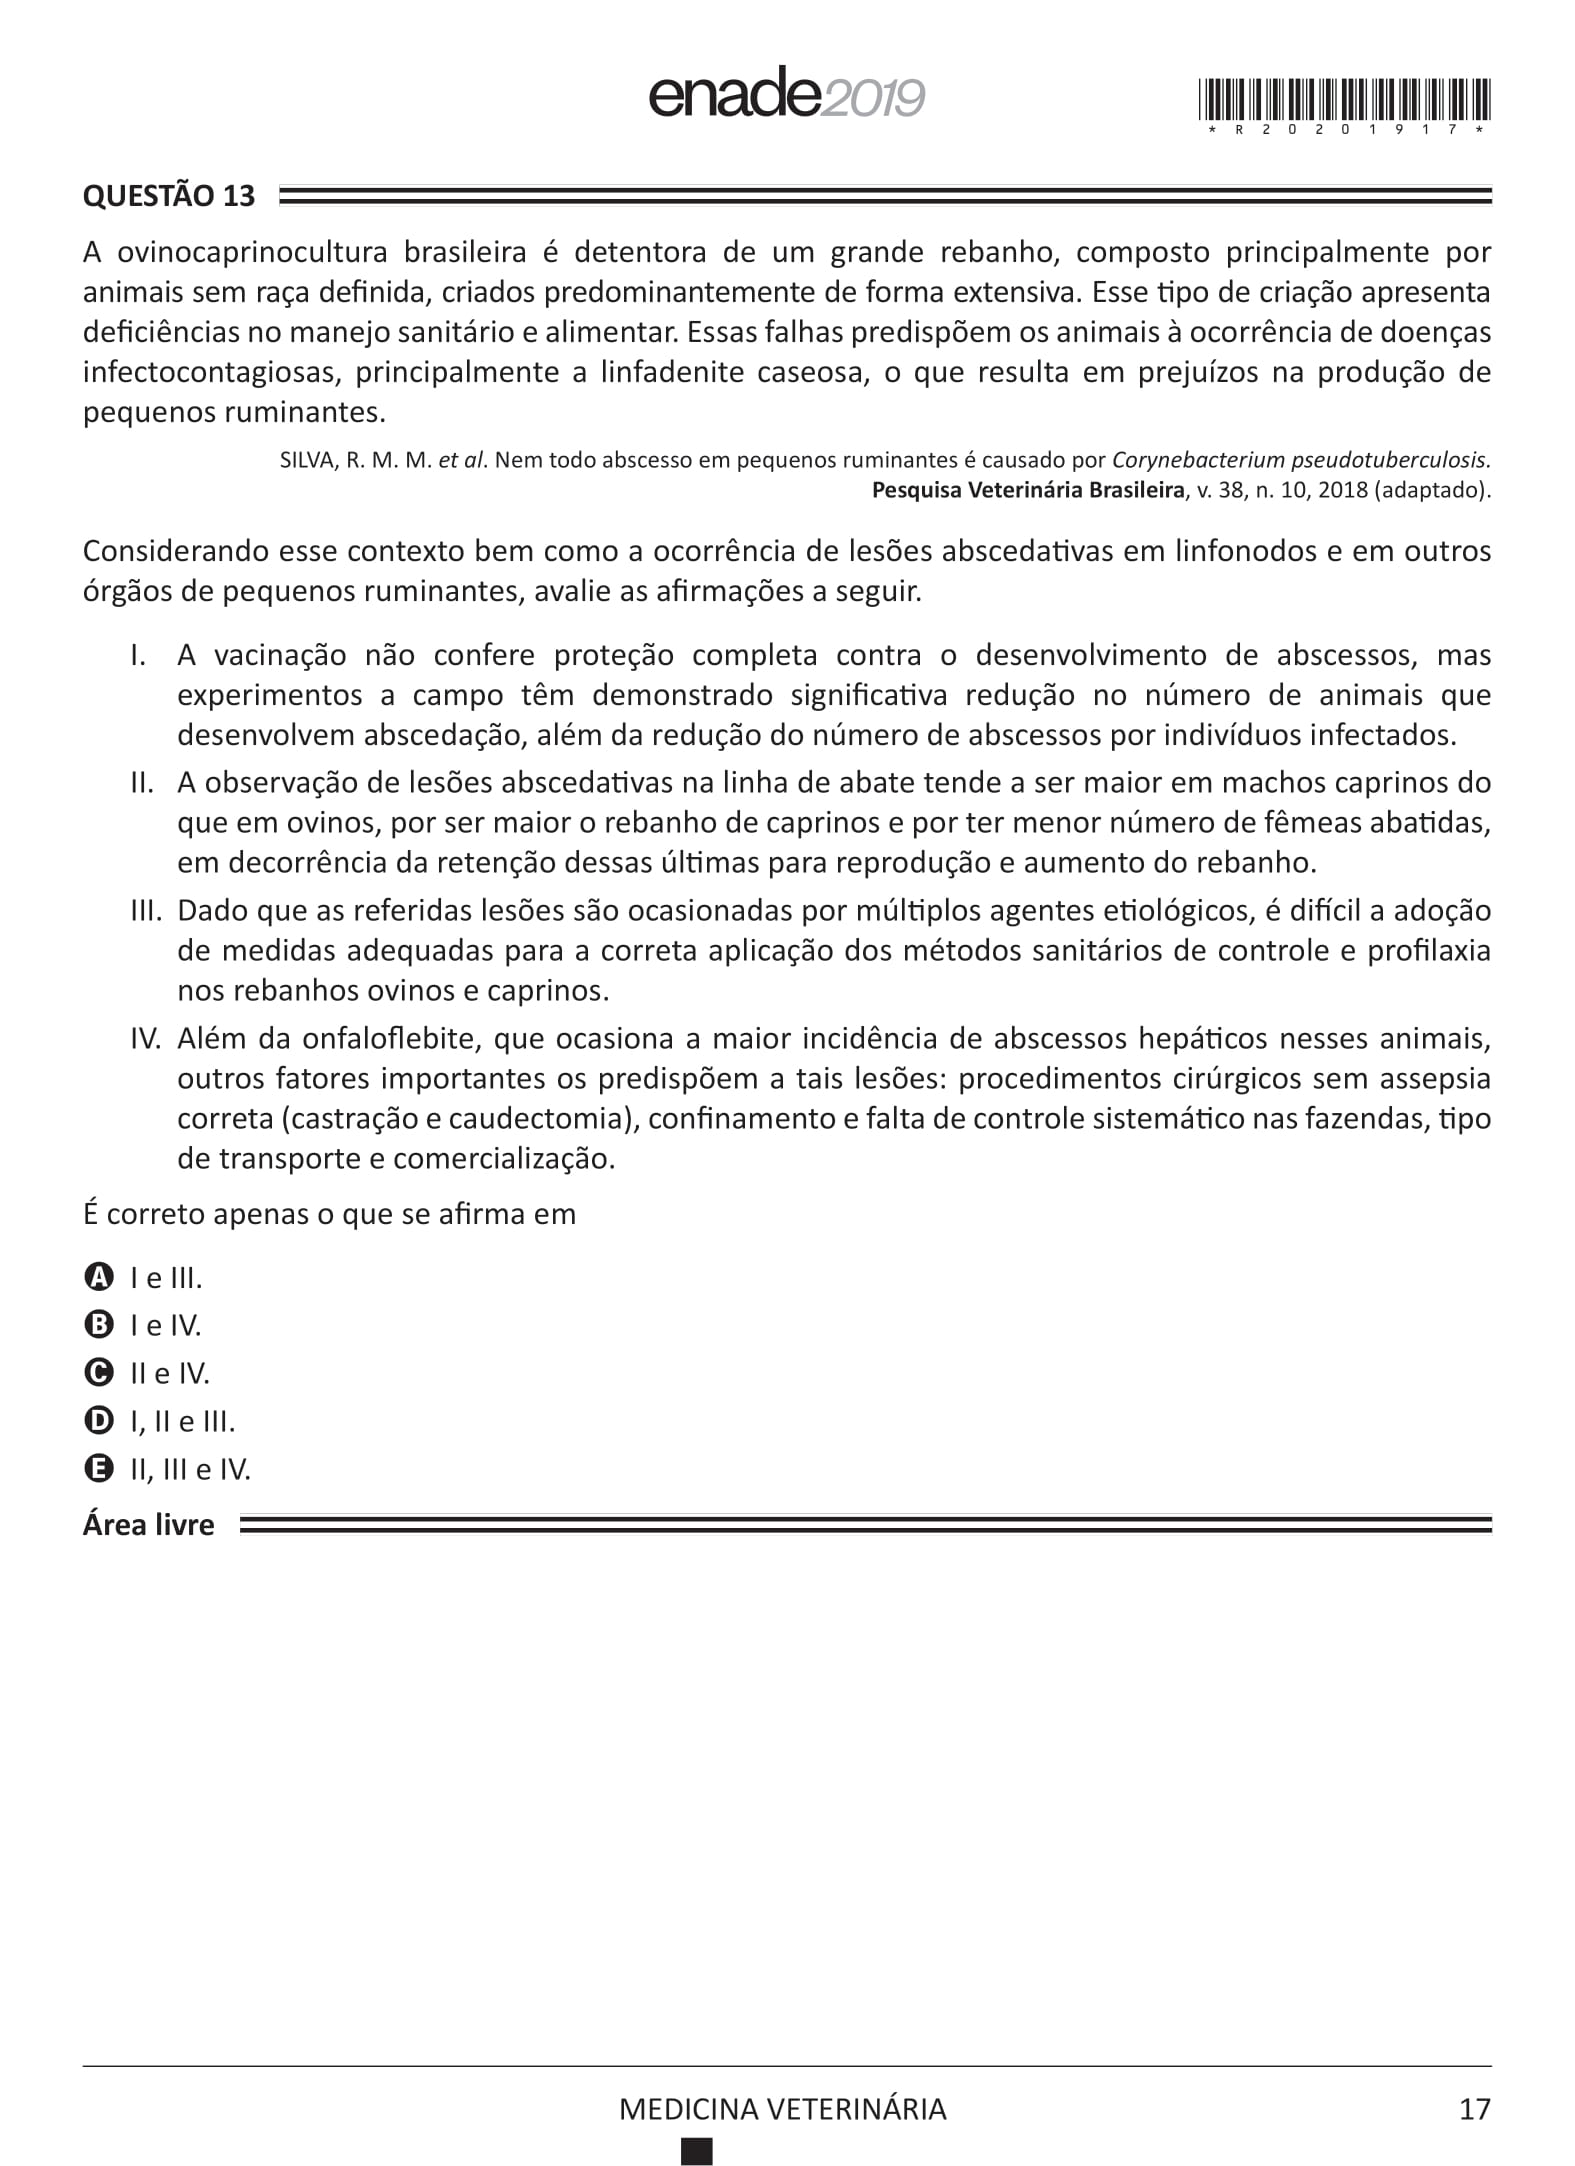 enade2019
*R20201917*
QUESTÃO 13
A ovinocaprinocultura brasileira é detentora de um grande rebanho, composto principalmente por
animais sem raça definida, criados predominantemente de forma extensiva. Esse tipo de criação apresenta
deficiências no manejo sanitário e alimentar. Essas falhas predispõem os animais à ocorrência de doenças
infectocontagiosas, principalmente a linfadenite caseosa, o que resulta em prejuízos na produção de
pequenos ruminantes.
SILVA, R. M. M. et al. Nem todo abscesso em pequenos ruminantes é causado por Corynebacterium pseudotuberculosis.
Pesquisa Veterinária Brasileira, v. 38, n. 10, 2018 (adaptado).
Considerando esse contexto bem como a ocorrência de lesões abscedativas em linfonodos e em outros
órgãos de pequenos ruminantes, avalie as afirmações a seguir.
I. A vacinação não confere proteção completa contra o desenvolvimento de abscessos, mas
experimentos a campo têm demonstrado significativa redução no número de animais que
desenvolvem abscedação, além da redução do número de abscessos por indivíduos infectados.
II. A observação de lesões abscedativas na linha de abate tende a ser maior em machos caprinos do
que em ovinos, por ser maior o rebanho de caprinos e por ter menor número de fêmeas abatidas,
em decorrência da retenção dessas últimas para reprodução e aumento do rebanho.
III. Dado que as referidas lesões são ocasionadas por múltiplos agentes etiológicos, é difícil a adoção
de medidas adequadas para a correta aplicação dos métodos sanitários de controle e profilaxia
nos rebanhos ovinos e caprinos.
IV. Além da onfaloflebite, que ocasiona a maior incidência de abscessos hepáticos nesses animais,
outros fatores importantes os predispõem a tais lesões: procedimentos cirúrgicos sem assepsia
correta (castração e caudectomia), confinamento e falta de controle sistemático nas fazendas, tipo
de transporte e comercialização.
É correto apenas o que se afirma em
A I e III.
B I e IV.
C II e IV.
D I, II e III.
E II, III e IV.
Área livre
MEDICINA VETERINÁRIA
17